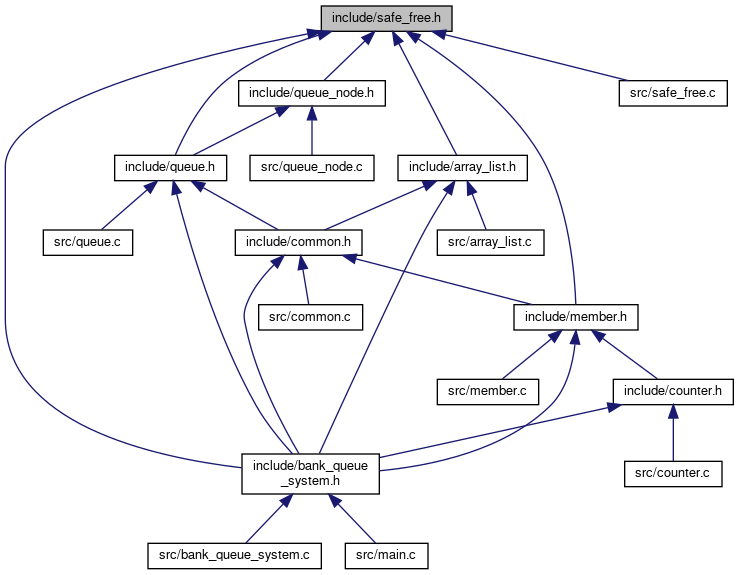 include/safe_free.h
include/queue_node.h
src/safe_free.c
include/queue.h
src/queue_node.c
include/array_list.h
src/queue.c
include/common.h
src/array_list.c
src/common.c
include/member.h
src/member.c
include/counter.h
include/bank_queue
_system.h
src/counter.c
src/bank_queue_system.c
src/main.c